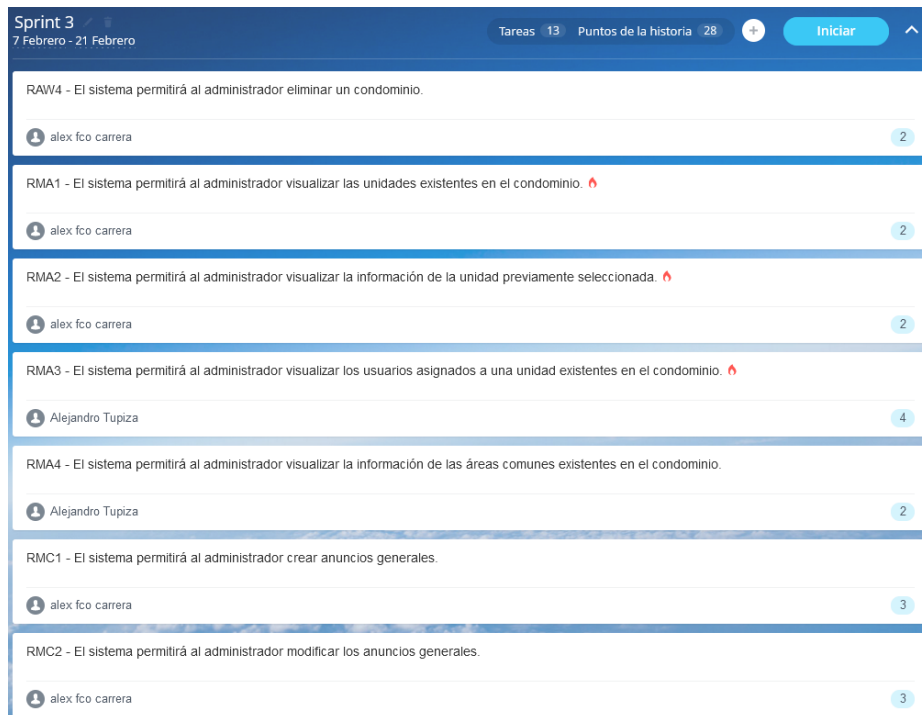 Sprint 3
7 Febrero - 21 Febrero
Tareas 13 Puntos de la historia 28 + Iniciar
RAW4 - El sistema permitirá al administrador eliminar un condominio.
alex fco carrera 2
RMA1 - El sistema permitirá al administrador visualizar las unidades existentes en el condominio.
alex fco carrera 2
RMA2 - El sistema permitirá al administrador visualizar la información de la unidad previamente seleccionada.
alex fco carrera 2
RMA3 - El sistema permitirá al administrador visualizar los usuarios asignados a una unidad existentes en el condominio.
Alejandro Tupiza 4
RMA4 - El sistema permitirá al administrador visualizar la información de las áreas comunes existentes en el condominio.
Alejandro Tupiza 2
RMC1 - El sistema permitirá al administrador crear anuncios generales.
alex fco carrera 3
RMC2 - El sistema permitirá al administrador modificar los anuncios generales.
alex fco carrera 3